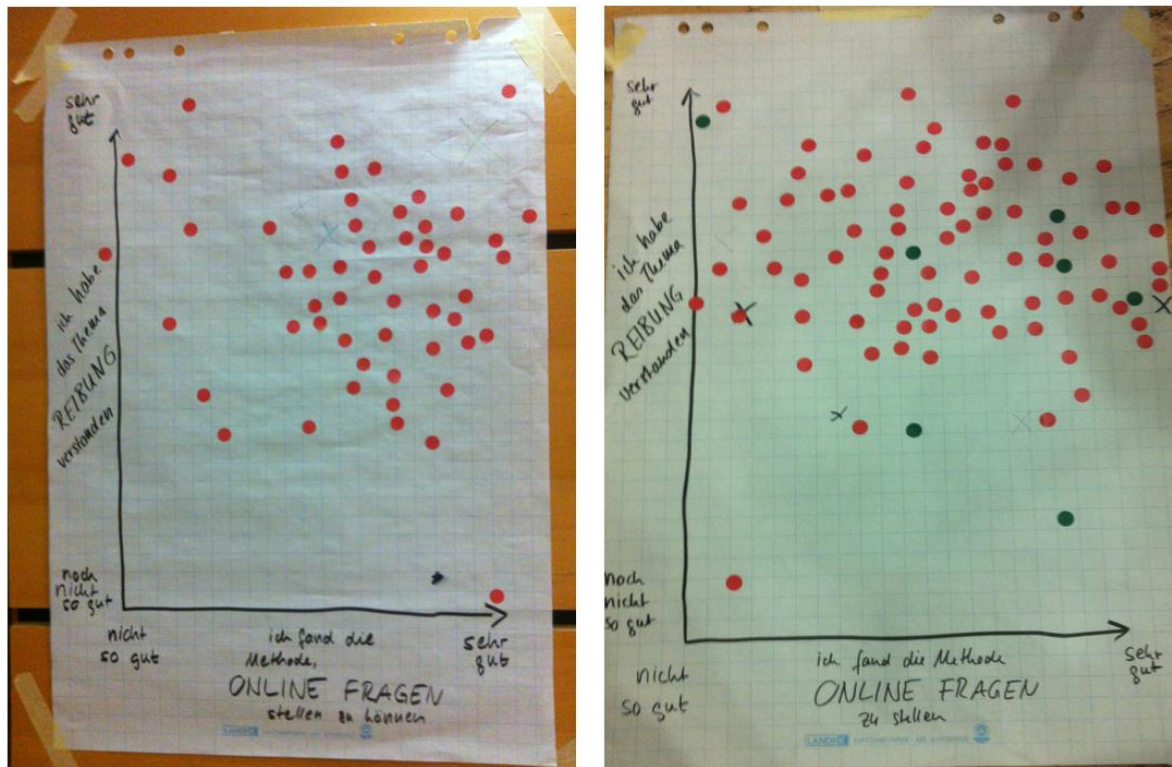 sehr
gut
ich habe
das Thema
REIBUNG
verstanden
noch
nicht
so gut
nicht
so gut
ich fand die
Methode,
ONLINE FRAGEN
stellen zu können
sehr
gut
LANDRÉ
sehr
gut
ich habe
das Thema
REIBUNG
verstanden
noch
nicht
so gut
nicht
so gut
ich fand die Methode
ONLINE FRAGEN
zu stellen
sehr
gut